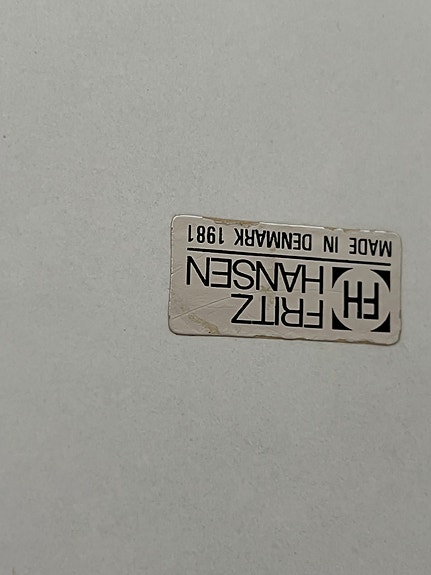 FH
FRITZ
HANSEN
MADE IN DENMARK 1981